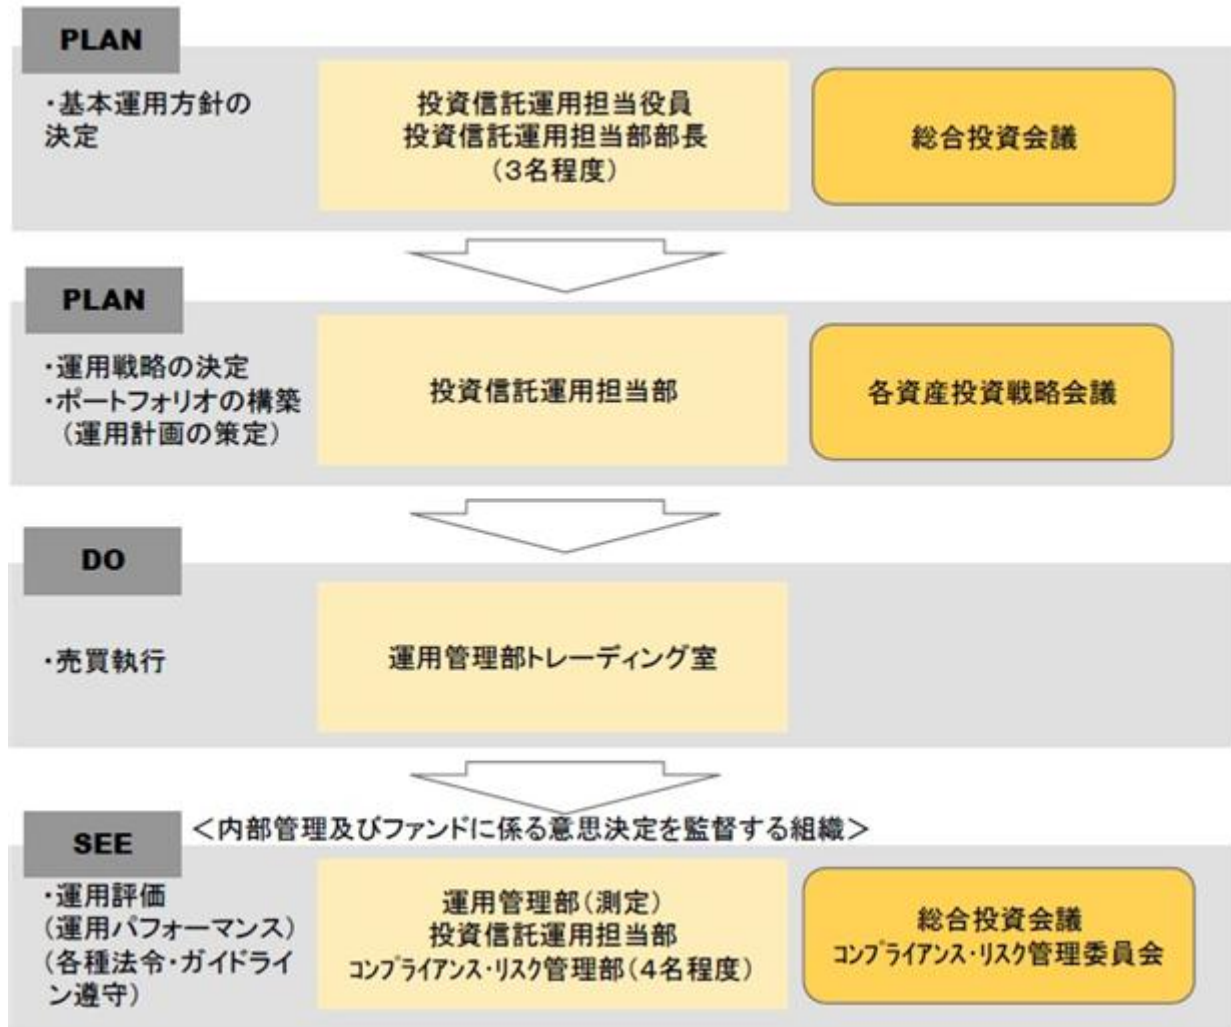 PLAN
・基本運用方針の
決定
投資信託運用担当役員
投資信託運用担当部部長
（３名程度）
総合投資会議
PLAN
・運用戦略の決定
・ポートフォリオの構築
（運用計画の策定）
投資信託運用担当部
各資産投資戦略会議
DO
・売買執行
運用管理部トレーディング室
SEE
＜内部管理及びファンドに係る意思決定を監督する組織＞
・運用評価
（運用パフォーマンス）
（各種法令・ガイドライ
ン遵守）
運用管理部（測定）
投資信託運用担当部
ｺﾝﾌﾟﾗｲｱﾝｽ・ﾘｽｸ管理部（４名程度）
総合投資会議
ｺﾝﾌﾟﾗｲｱﾝｽ・ﾘｽｸ管理委員会